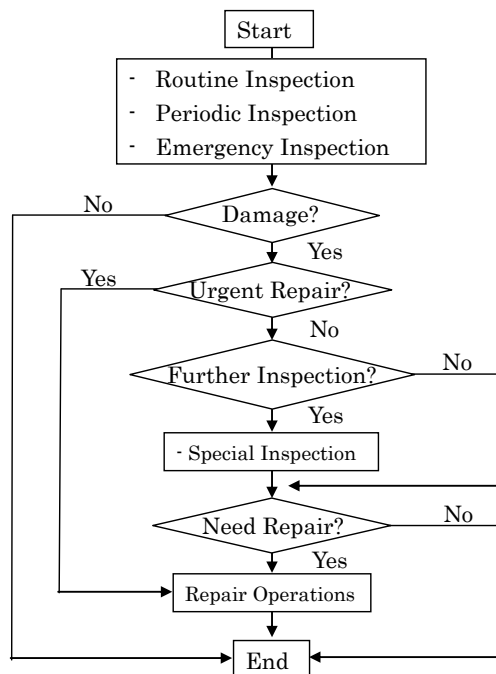 Start
- Routine Inspection
- Periodic Inspection
- Emergency Inspection
No
Damage?
Yes
Yes
Urgent Repair?
No
Further Inspection?
No
Yes
- Special Inspection
Need Repair?
No
Yes
Repair Operations
End